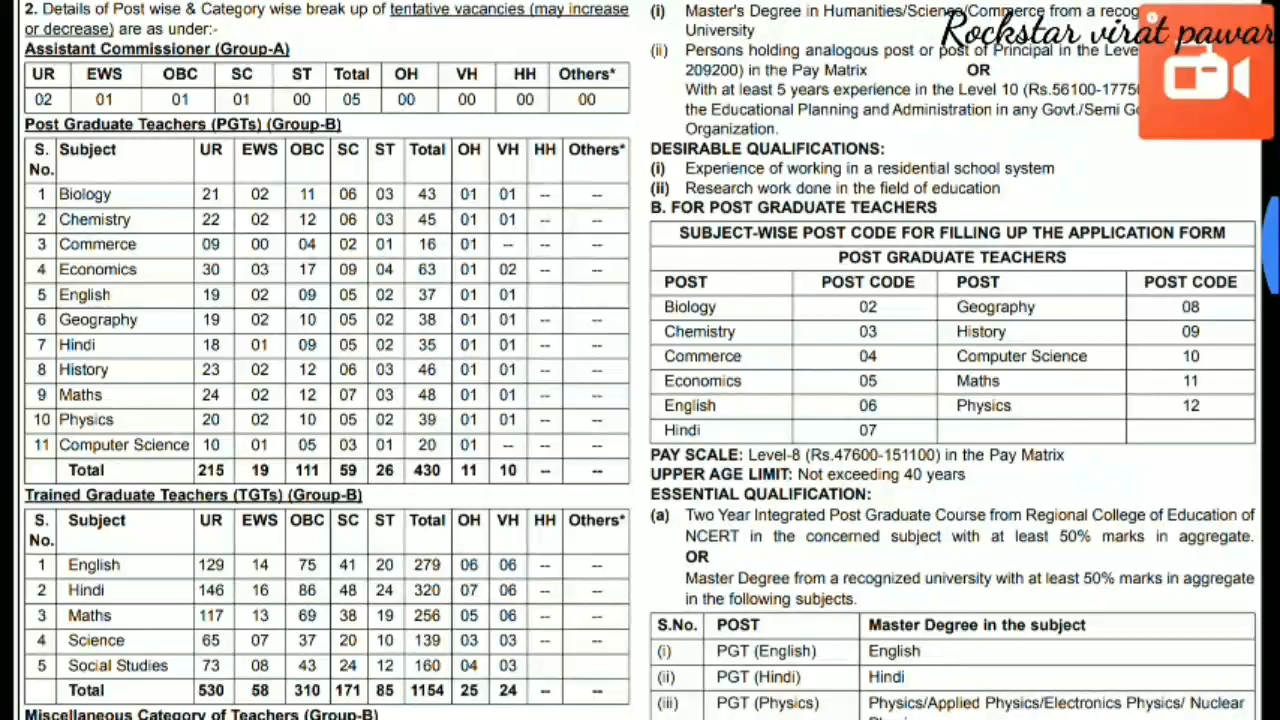 2. Details of Post wise & Category wise break up of tentative vacancies (may increase
or decrease) are as under:-
Assistant Commissioner (Group-A)
UR EWS OBC SC ST Total OH VH HH Others*
02 01 01 01 00 05 00 00 00 00
Post Graduate Teachers (PGTs) (Group-B)
S. No. Subject UR EWS OBC SC ST Total OH VH HH Others*
1 Biology 21 02 11 06 03 43 01 01 -- --
2 Chemistry 22 02 12 06 03 45 01 01 -- --
3 Commerce 09 00 04 02 01 16 01 -- -- --
4 Economics 30 03 17 09 04 63 01 02 -- --
5 English 19 02 09 05 02 37 01 01 --
6 Geography 19 02 10 05 02 38 01 01 -- --
7 Hindi 18 01 09 05 02 35 01 01 -- --
8 History 23 02 12 06 03 46 01 01 -- --
9 Maths 24 02 12 07 03 48 01 01 -- --
10 Physics 20 02 10 05 02 39 01 01 -- --
11 Computer Science 10 01 05 03 01 20 01 -- -- --
Total 215 19 111 59 26 430 11 10 -- --
Trained Graduate Teachers (TGTs) (Group-B)
S. No. Subject UR EWS OBC SC ST Total OH VH HH Others*
1 English 129 14 75 41 20 279 06 06 -- --
2 Hindi 146 16 86 48 24 320 07 06 -- --
3 Maths 117 13 69 38 19 256 05 06 -- --
4 Science 65 07 37 20 10 139 03 03 -- --
5 Social Studies 73 08 43 24 12 160 04 03 -- --
Total 530 58 310 171 85 1154 25 24 -- --
Miscellaneous Category of Teachers (Group-B)
(i) Master's Degree in Humanities/Science/Commerce from a recog
University
(ii) Persons holding analogous post or post of Principal in the Leve
209200) in the Pay Matrix OR
With at least 5 years experience in the Level 10 (Rs.56100-1775
the Educational Planning and Administration in any Govt./Semi Go
Organization.
Rockstar virat pawar
DESIRABLE QUALIFICATIONS:
(i) Experience of working in a residential school system
(ii) Research work done in the field of education
B. FOR POST GRADUATE TEACHERS
SUBJECT-WISE POST CODE FOR FILLING UP THE APPLICATION FORM
POST GRADUATE TEACHERS
POST POST CODE POST POST CODE
Biology 02 Geography 08
Chemistry 03 History 09
Commerce 04 Computer Science 10
Economics 05 Maths 11
English 06 Physics 12
Hindi 07
PAY SCALE: Level-8 (Rs.47600-151100) in the Pay Matrix
UPPER AGE LIMIT: Not exceeding 40 years
ESSENTIAL QUALIFICATION:
(a) Two Year Integrated Post Graduate Course from Regional College of Education of
NCERT in the concerned subject with at least 50% marks in aggregate.
OR
Master Degree from a recognized university with at least 50% marks in aggregate
in the following subjects.
S.No. POST Master Degree in the subject
(i) PGT (English) English
(ii) PGT (Hindi) Hindi
(iii) PGT (Physics) Physics/Applied Physics/Electronics Physics/ Nuclear